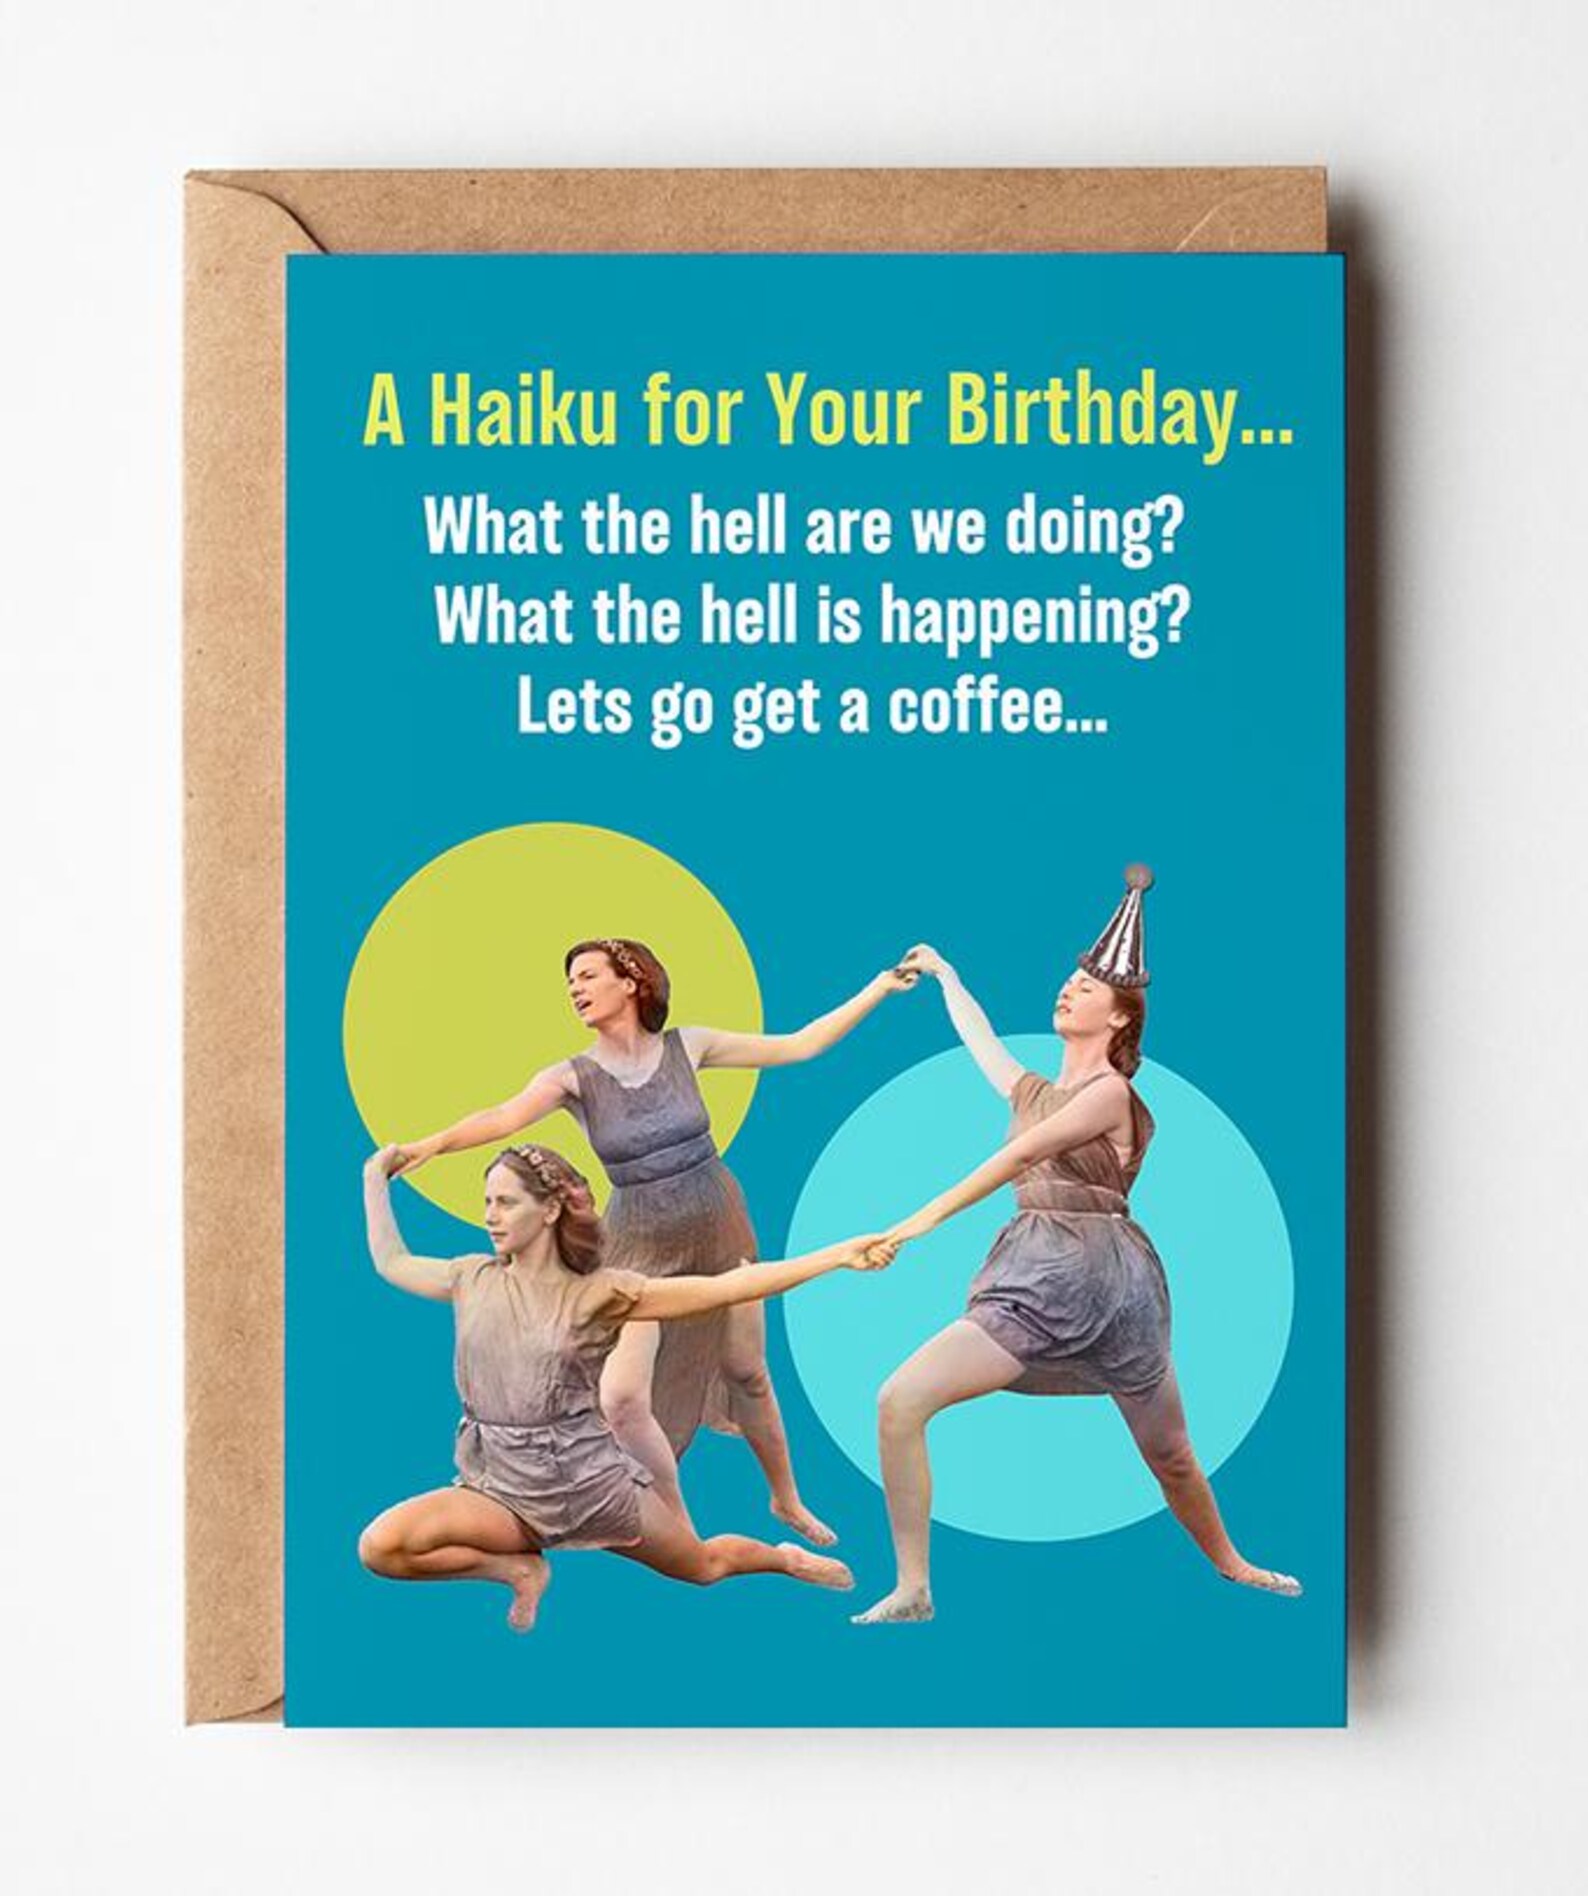 A Haiku for Your Birthday...
What the hell are we doing?
What the hell is happening?
Lets go get a coffee...